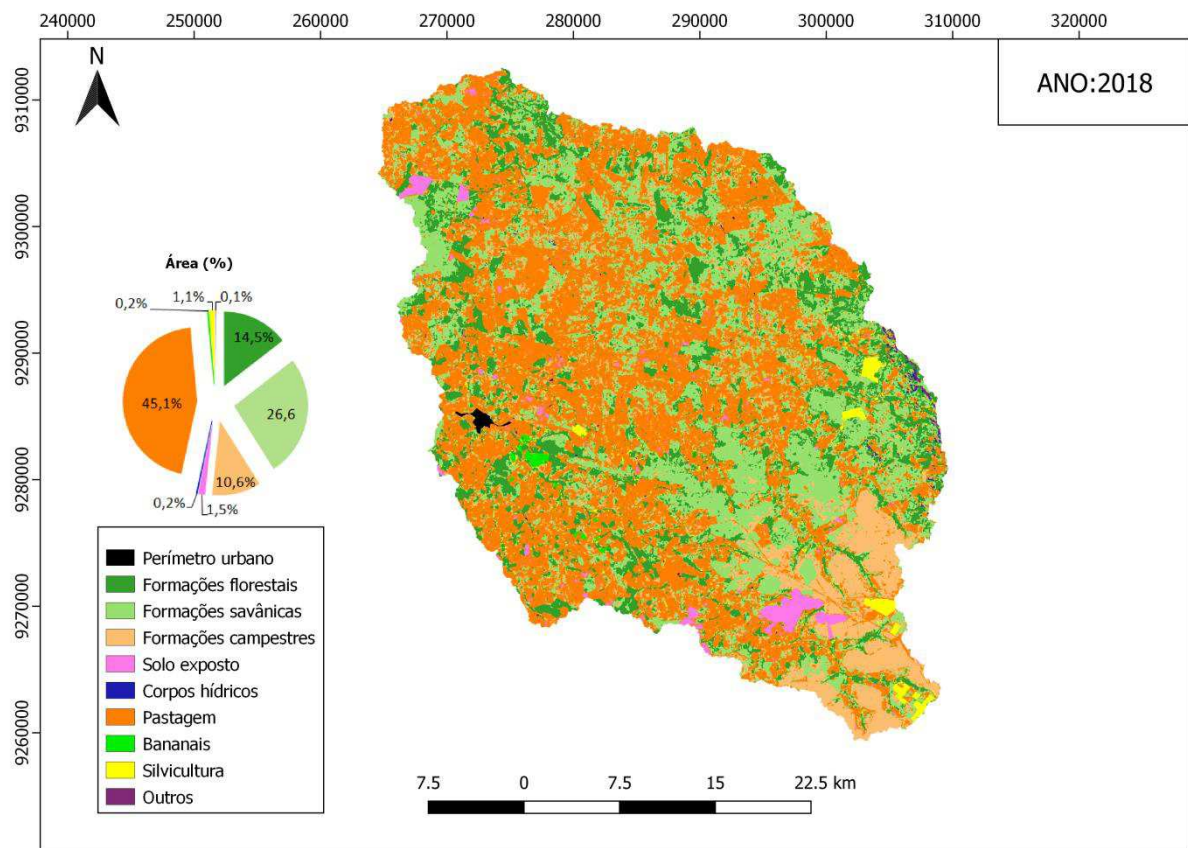 240000 250000 260000 270000 280000 290000 300000 310000 320000
N
ANO:2018
9310000
9300000
9290000
9280000
9270000
9260000
Área (%)
0,2% 1,1% 0,1%
14,5%
45,1%
26,6
10,6%
0,2%
1,5%
Perímetro urbano
Formações florestais
Formações savânicas
Formações campestres
Solo exposto
Corpos hídricos
Pastagem
Bananais
Silvicultura
Outros
7.5 0 7.5 15 22.5 km